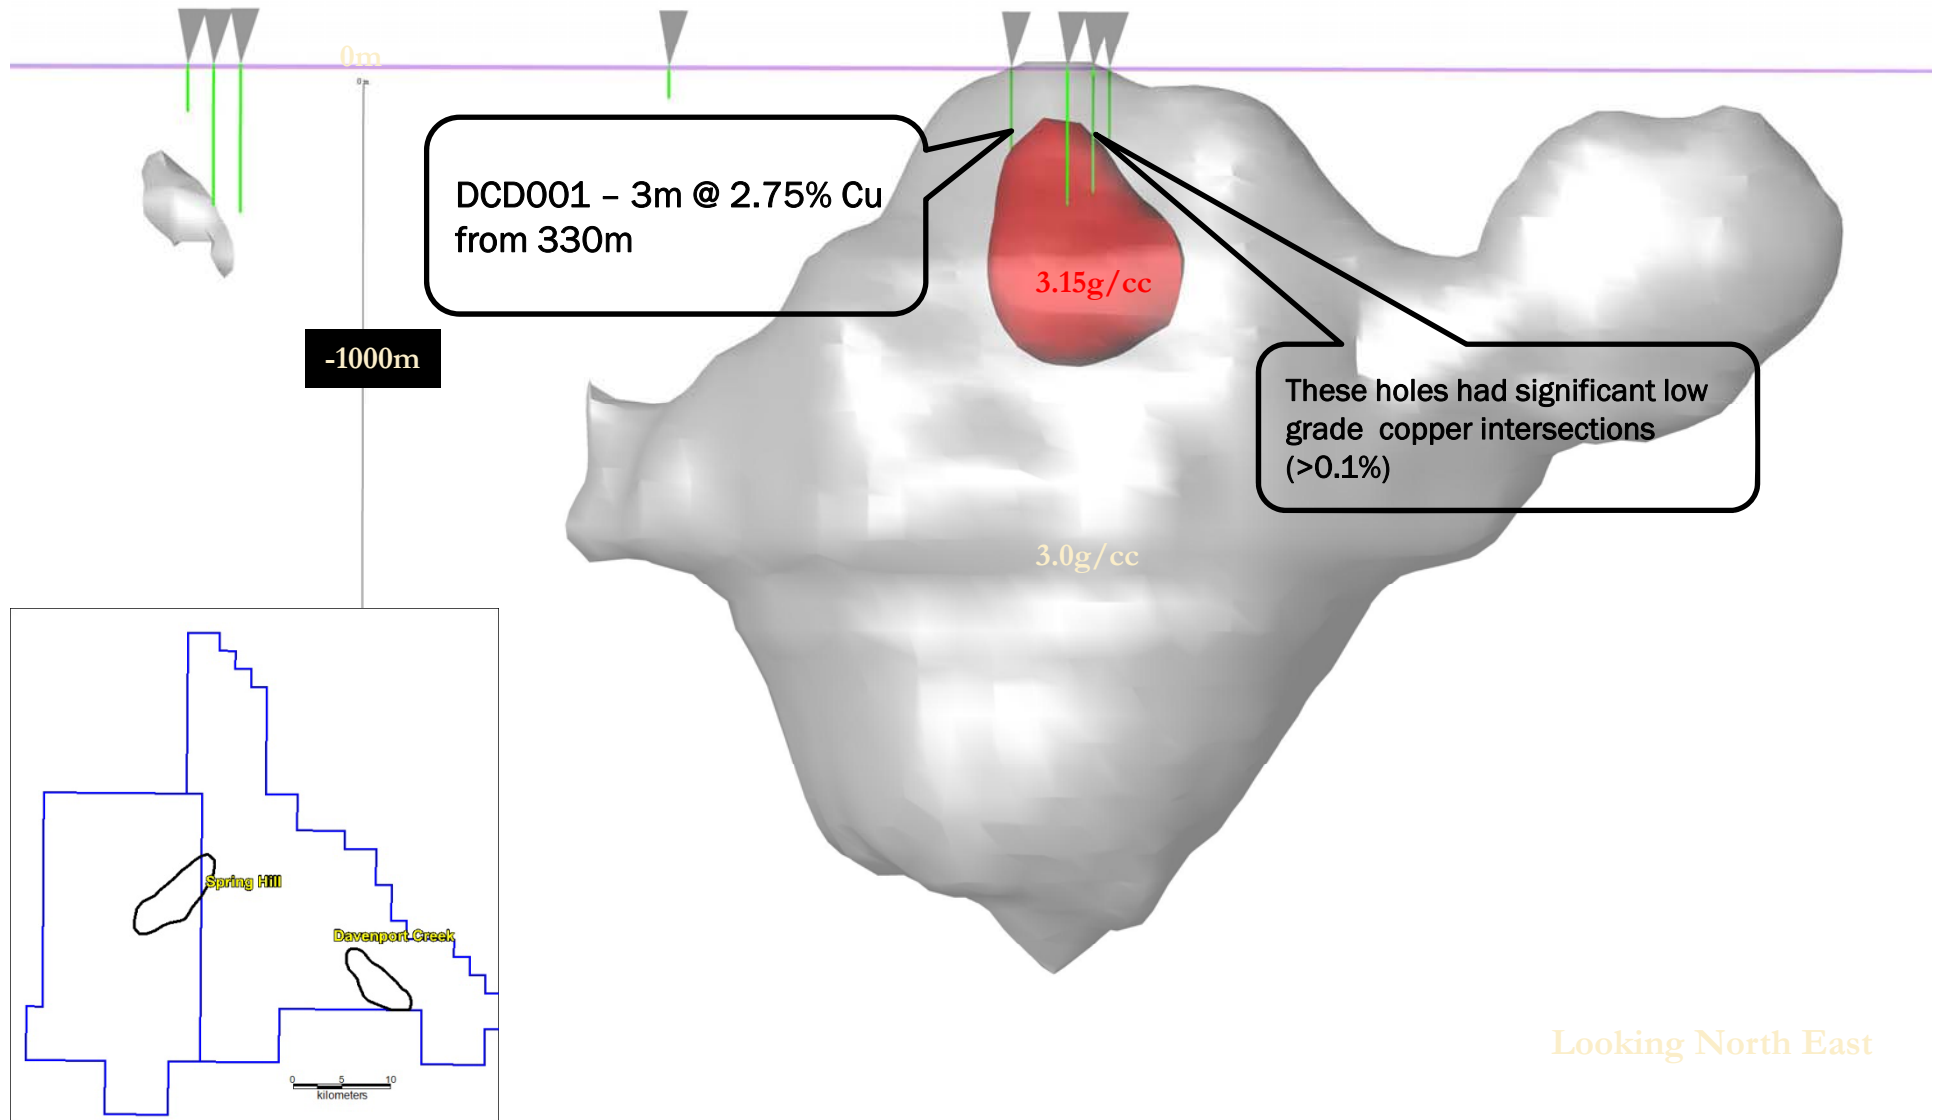 0m
0 m
DCD001 – 3m @ 2.75% Cu
from 330m
3.15g/cc
-1000m
These holes had significant low
grade copper intersections
(>0.1%)
3.0g/cc
Spring Hill
Davenport Creek
0 5 10
kilometers
Looking North East